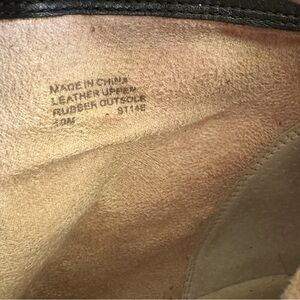 MADE IN CHINA
LEATHER UPPER
RUBBER OUTSOLE
10M ST148